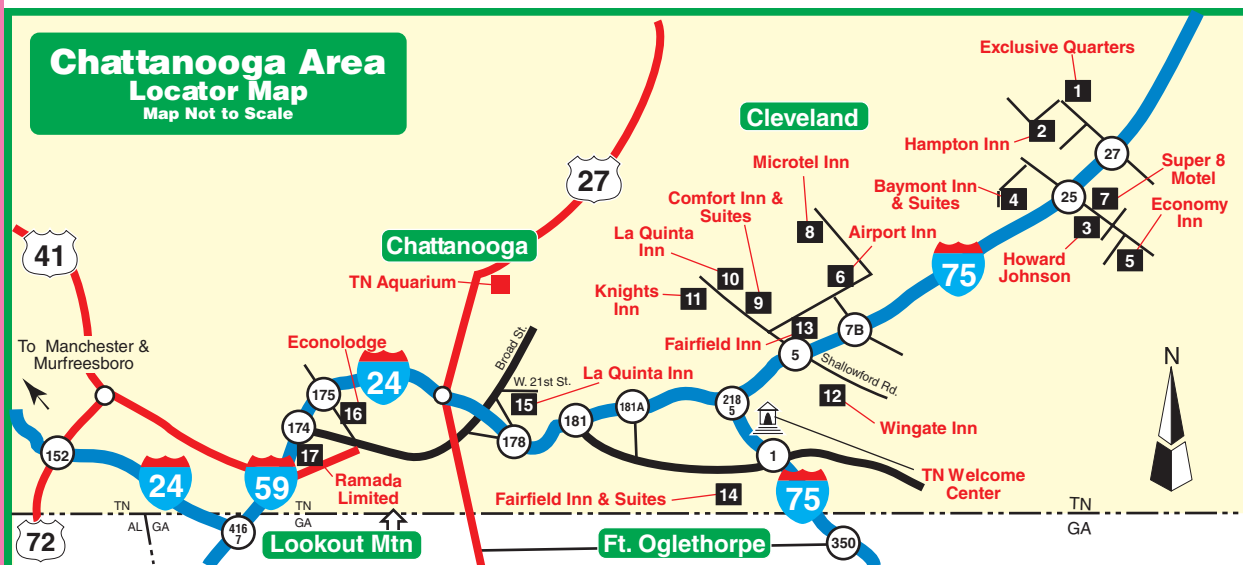 Chattanooga Area
Locator Map
Map Not to Scale
Exclusive Quarters
1
Cleveland
2
Hampton Inn
27
Microtel Inn
Super 8
Motel
27
Baymont Inn
& Suites
4
25
7
Economy
Inn
Comfort Inn &
Suites
8
Airport Inn
3
41
Chattanooga
La Quinta
Inn
Howard
Johnson
5
TN Aquarium
10
6
75
Knights
Inn
11
9
To Manchester &
Murfreesboro
Econolodge
Broad St.
Fairfield Inn
13
7B
N
5
Shallowford Rd.
24
W. 21st St.
La Quinta Inn
175
16
15
181A
218
5
12
174
181
Wingate Inn
152
17
178
1
24
59
Ramada
Limited
TN Welcome
Center
Fairfield Inn & Suites
14
75
TN
TN
TN
AL
GA
GA
GA
72
416
7
Lookout Mtn
Ft. Oglethorpe
350